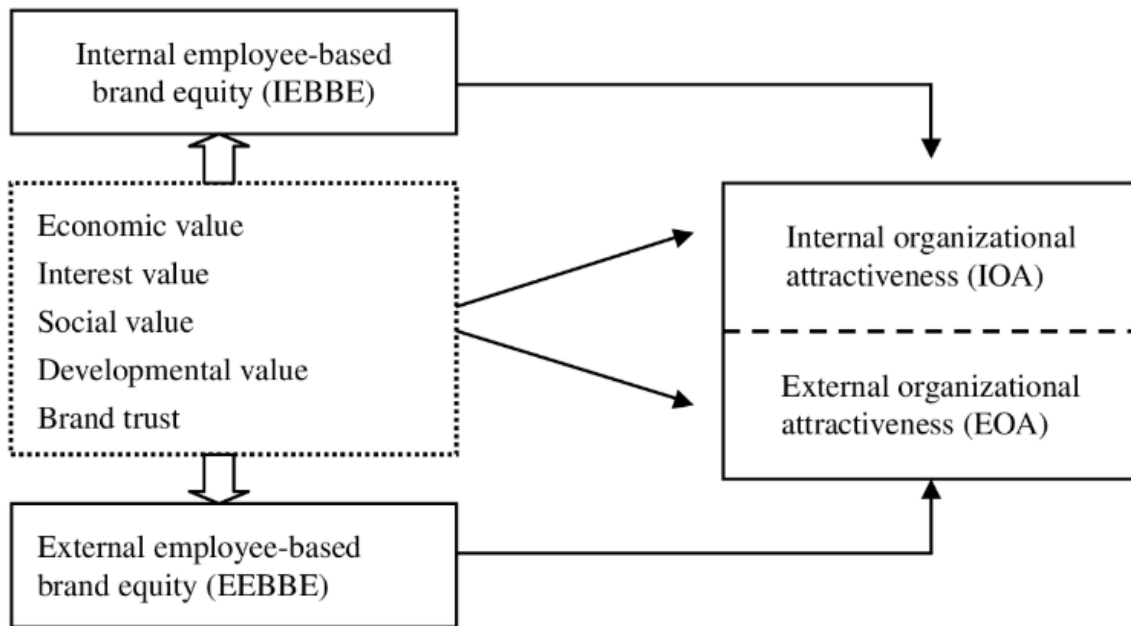 Internal employee-based
brand equity (IEBBE)
Economic value
Interest value
Social value
Developmental value
Brand trust
External employee-based
brand equity (EEBBE)
Internal organizational
attractiveness (IOA)
External organizational
attractiveness (EOA)